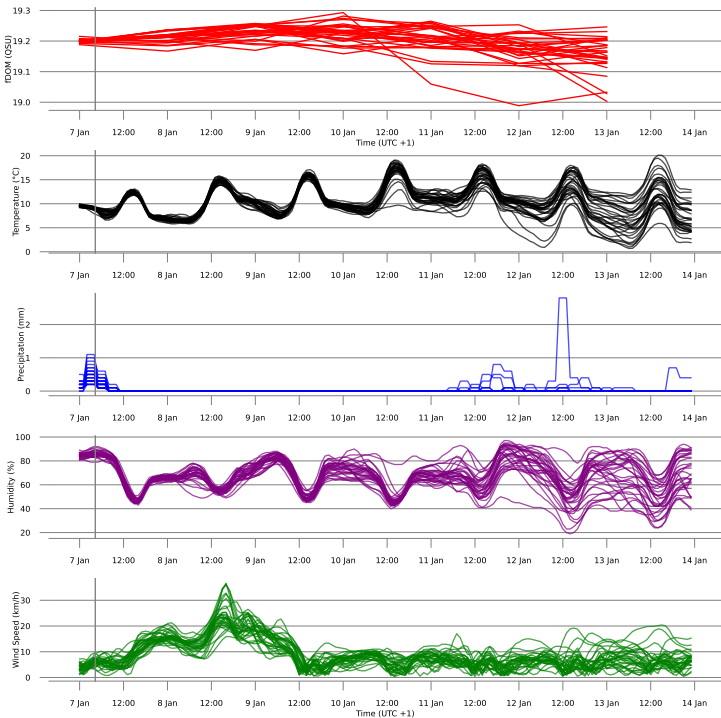 19.3
19.2
19.1
19.0
fDOM (QSU)
7 Jan 12:00 8 Jan 12:00 9 Jan 12:00 10 Jan 12:00 11 Jan 12:00 12 Jan 12:00 13 Jan 12:00 14 Jan
Time (UTC +1)
20
15
10
5
0
Temperature (°C)
7 Jan 12:00 8 Jan 12:00 9 Jan 12:00 10 Jan 12:00 11 Jan 12:00 12 Jan 12:00 13 Jan 12:00 14 Jan
2
1
0
Precipitation (mm)
7 Jan 12:00 8 Jan 12:00 9 Jan 12:00 10 Jan 12:00 11 Jan 12:00 12 Jan 12:00 13 Jan 12:00 14 Jan
100
80
60
40
20
Humidity (%)
7 Jan 12:00 8 Jan 12:00 9 Jan 12:00 10 Jan 12:00 11 Jan 12:00 12 Jan 12:00 13 Jan 12:00 14 Jan
30
20
10
0
Wind Speed (km/h)
7 Jan 12:00 8 Jan 12:00 9 Jan 12:00 10 Jan 12:00 11 Jan 12:00 12 Jan 12:00 13 Jan 12:00 14 Jan
Time (UTC +1)